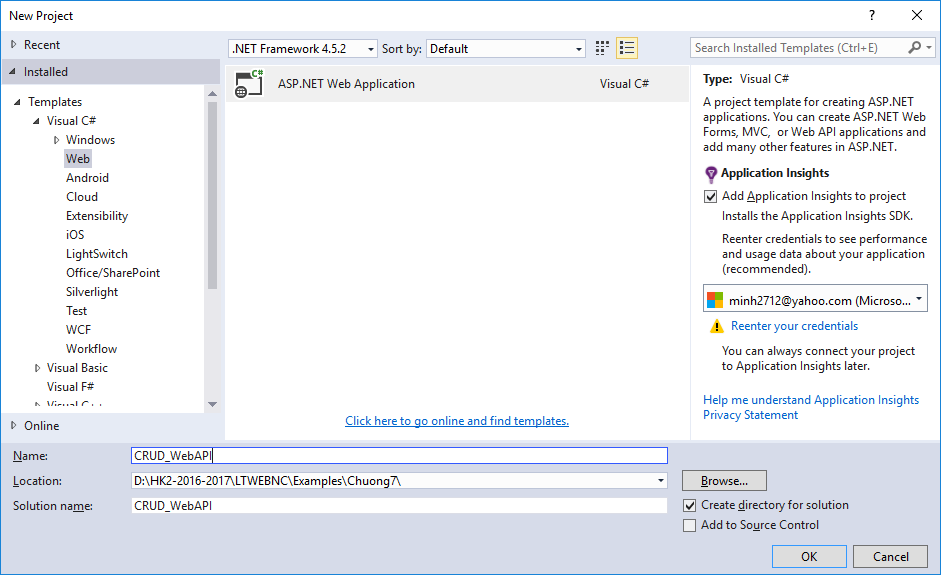 New Project
?
Recent
.NET Framework 4.5.2
Sort by:
Default
Search Installed Templates (Ctrl+E)
Installed
Templates
Visual C#
Windows
Web
Android
Cloud
Extensibility
iOS
LightSwitch
Office/SharePoint
Silverlight
Test
WCF
Workflow
Visual Basic
Visual F#
Visual C++
Online
C#
ASP.NET Web Application
Visual C#
Click here to go online and find templates.
Type: Visual C#
A project template for creating ASP.NET
applications. You can create ASP.NET Web
Forms, MVC, or Web API applications and
add many other features in ASP.NET.
Application Insights
Add Application Insights to project
Installs the Application Insights SDK.
Reenter credentials to see performance
and usage data about your application
(recommended).
minh2712@yahoo.com (Microso...
Reenter your credentials
You can always connect your project
to Application Insights later.
Help me understand Application Insights
Privacy Statement
Name:
CRUD_WebAPI
Location:
D:\HK2-2016-2017\LTWEBNC\Examples\Chuong7\
Browse...
Solution name:
CRUD_WebAPI
Create directory for solution
Add to Source Control
OK
Cancel